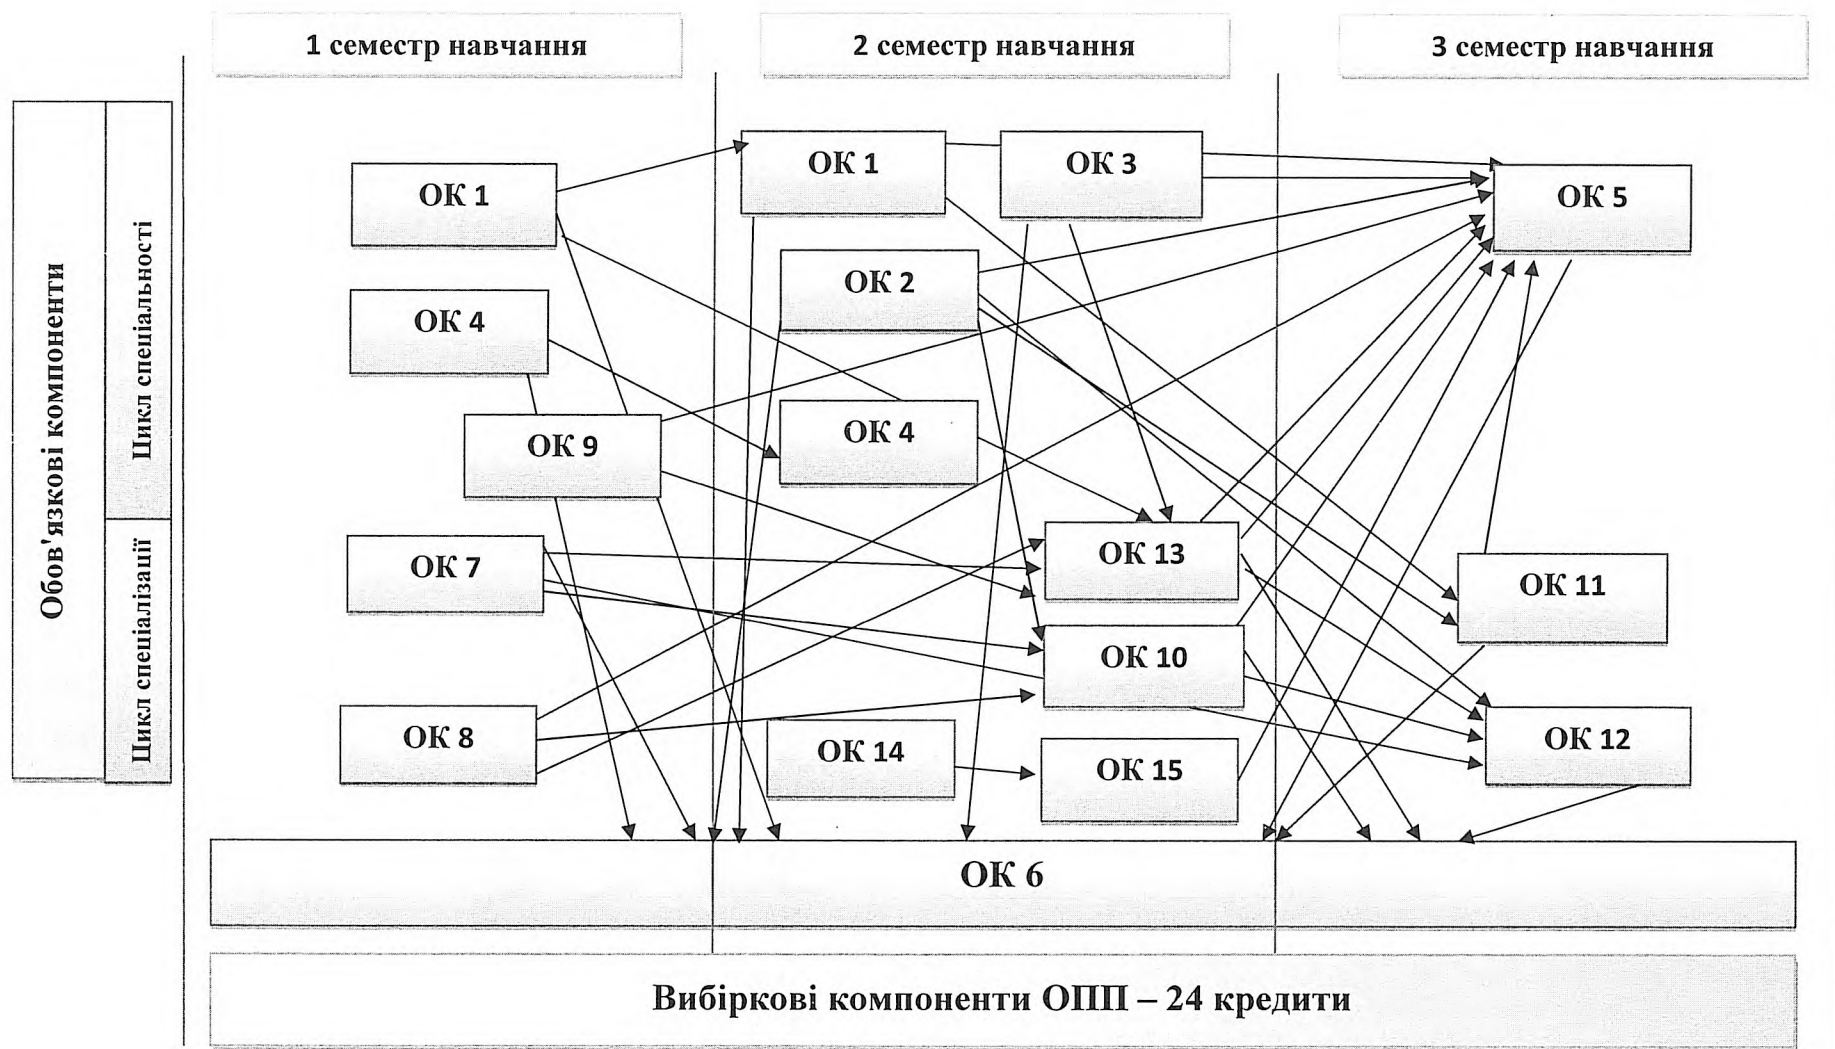 1 семестр навчання
2 семестр навчання
3 семестр навчання
Обов'язкові компоненти
Цикл спеціальності
Цикл спеціалізації
ОК 1
ОК 4
ОК 9
ОК 7
ОК 8
ОК 1
ОК 3
ОК 2
ОК 4
ОК 13
ОК 10
ОК 14
ОК 15
ОК 5
ОК 11
ОК 12
ОК 6
Вибіркові компоненти ОПП – 24 кредити